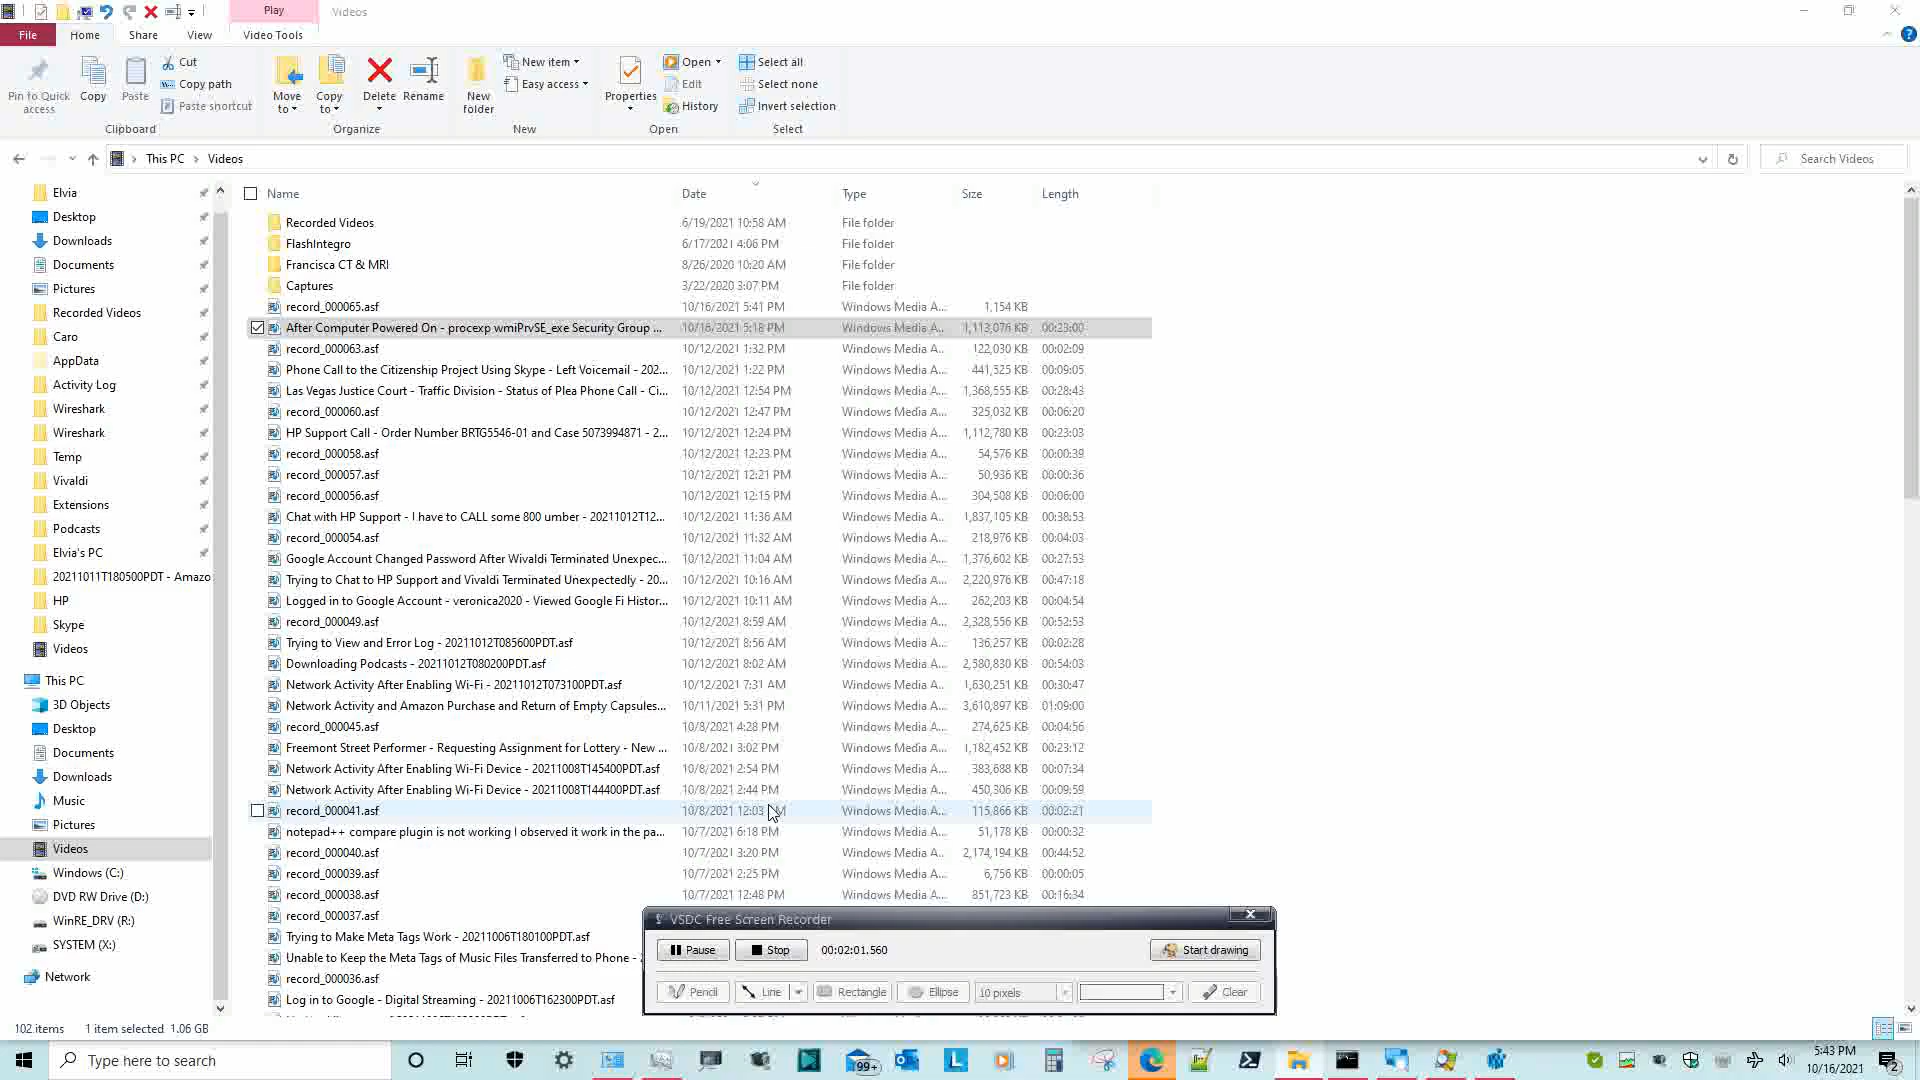 Play
Videos
File
Home
Share
View
Video Tools
Pin to Quick access
Copy
Paste
Cut
Copy path
Paste shortcut
Clipboard
Move to
Copy to
Delete
Rename
Organize
New folder
New item
Easy access
New
Properties
Open
Edit
History
Open
Select all
Select none
Invert selection
Select
This PC > Videos
Search Videos
Elvia
Desktop
Downloads
Documents
Pictures
Recorded Videos
Caro
AppData
Activity Log
Wireshark
Wireshark
Temp
Vivaldi
Extensions
Podcasts
Elvia's PC
20211011T180500PDT - Amazo
HP
Skype
Videos
This PC
3D Objects
Desktop
Documents
Downloads
Music
Pictures
Videos
Windows (C:)
DVD RW Drive (D:)
WinRE_DRV (R:)
SYSTEM (X:)
Network
Name Date Type Size Length
Recorded Videos 6/19/2021 10:58 AM File folder
FlashIntegro 6/17/2021 4:06 PM File folder
Francisca CT & MRI 8/26/2020 10:20 AM File folder
Captures 3/22/2020 3:07 PM File folder
record_000065.asf 10/16/2021 5:41 PM Windows Media A... 1,154 KB
After Computer Powered On - procexp wmiPrvSE_exe Security Group ... 10/16/2021 5:18 PM Windows Media A... 1,113,076 KB 00:23:00
record_000063.asf 10/12/2021 1:32 PM Windows Media A... 122,030 KB 00:02:09
Phone Call to the Citizenship Project Using Skype - Left Voicemail - 202... 10/12/2021 1:22 PM Windows Media A... 441,525 KB 00:09:05
Las Vegas Justice Court - Traffic Division - Status of Plea Phone Call - Ci... 10/12/2021 12:54 PM Windows Media A... 1,368,555 KB 00:28:43
record_000060.asf 10/12/2021 12:47 PM Windows Media A... 325,032 KB 00:06:20
HP Support Call - Order Number BRTG5546-01 and Case 5073994871 - 2... 10/12/2021 12:24 PM Windows Media A... 1,112,780 KB 00:23:03
record_000058.asf 10/12/2021 12:23 PM Windows Media A... 54,576 KB 00:00:39
record_000057.asf 10/12/2021 12:21 PM Windows Media A... 50,936 KB 00:00:36
record_000056.asf 10/12/2021 12:15 PM Windows Media A... 304,508 KB 00:06:00
Chat with HP Support - I have to CALL some 800 umber - 20211012T12... 10/12/2021 11:36 AM Windows Media A... 1,837,105 KB 00:38:53
record_000054.asf 10/12/2021 11:32 AM Windows Media A... 218,976 KB 00:04:03
Google Account Changed Password After Wivaldi Terminated Unexpec... 10/12/2021 11:04 AM Windows Media A... 1,376,602 KB 00:27:53
Trying to Chat to HP Support and Vivaldi Terminated Unexpectedly - 20... 10/12/2021 10:16 AM Windows Media A... 2,220,976 KB 00:47:18
Logged in to Google Account - veronica2020 - Viewed Google Fi Histor... 10/12/2021 10:11 AM Windows Media A... 262,203 KB 00:04:54
record_000049.asf 10/12/2021 8:59 AM Windows Media A... 2,328,556 KB 00:52:53
Trying to View and Error Log - 20211012T085600PDT.asf 10/12/2021 8:56 AM Windows Media A... 136,257 KB 00:02:28
Downloading Podcasts - 20211012T080200PDT.asf 10/12/2021 8:02 AM Windows Media A... 2,580,830 KB 00:54:03
Network Activity After Enabling Wi-Fi - 20211012T073100PDT.asf 10/12/2021 7:31 AM Windows Media A... 1,630,251 KB 00:30:47
Network Activity and Amazon Purchase and Return of Empty Capsules... 10/11/2021 5:31 PM Windows Media A... 3,610,897 KB 01:09:00
record_000045.asf 10/8/2021 4:28 PM Windows Media A... 274,625 KB 00:04:56
Freemont Street Performer - Requesting Assignment for Lottery - New ... 10/8/2021 3:02 PM Windows Media A... 1,182,452 KB 00:23:12
Network Activity After Enabling Wi-Fi Device - 20211008T145400PDT.asf 10/8/2021 2:54 PM Windows Media A... 383,688 KB 00:07:34
Network Activity After Enabling Wi-Fi Device - 20211008T144400PDT.asf 10/8/2021 2:44 PM Windows Media A... 450,306 KB 00:09:59
record_000041.asf 10/8/2021 12:03 Windows Media A... 115,866 KB 00:02:21
notepad++ compare plugin is not working I observed it work in the pa... 10/7/2021 6:18 PM Windows Media A... 51,178 KB 00:00:32
record_000040.asf 10/7/2021 3:20 PM Windows Media A... 2,174,194 KB 00:44:52
record_000039.asf 10/7/2021 2:25 PM Windows Media A... 6,756 KB 00:00:05
record_000038.asf 10/7/2021 12:48 PM Windows Media A... 851,723 KB 00:16:34
record_000037.asf
Trying to Make Meta Tags Work - 20211006T180100PDT.asf
Unable to Keep the Meta Tags of Music Files Transferred to Phone -
record_000036.asf
Log in to Google - Digital Streaming - 20211006T162300PDT.asf
VSDC Free Screen Recorder
Pause
Stop
00:02:01.560
Start drawing
Pencil
Line
Rectangle
Ellipse
10 pixels
Clear
102 items 1 item selected 1.06 GB
Type here to search
99+
L
5:43 PM
10/16/2021
2